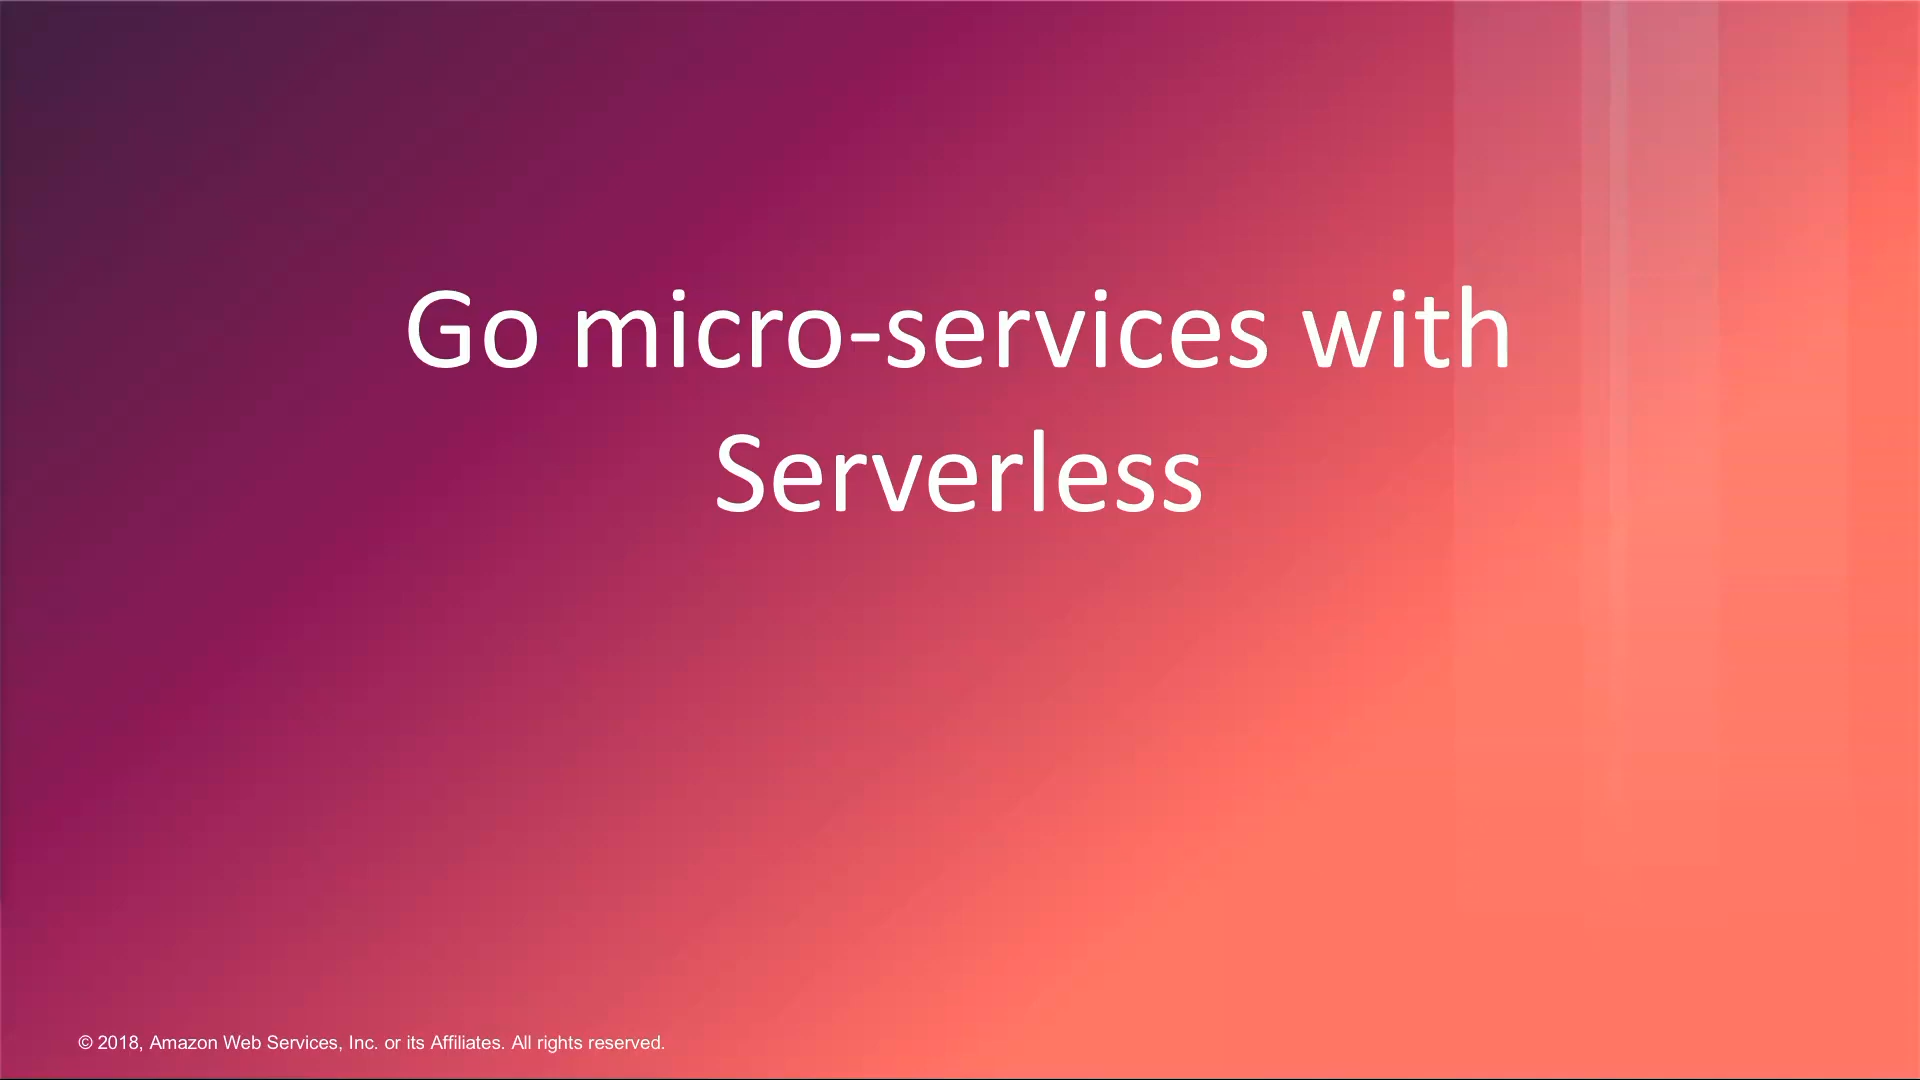 Go micro-services with
Serverless
© 2018, Amazon Web Services, Inc. or its Affiliates. All rights reserved.